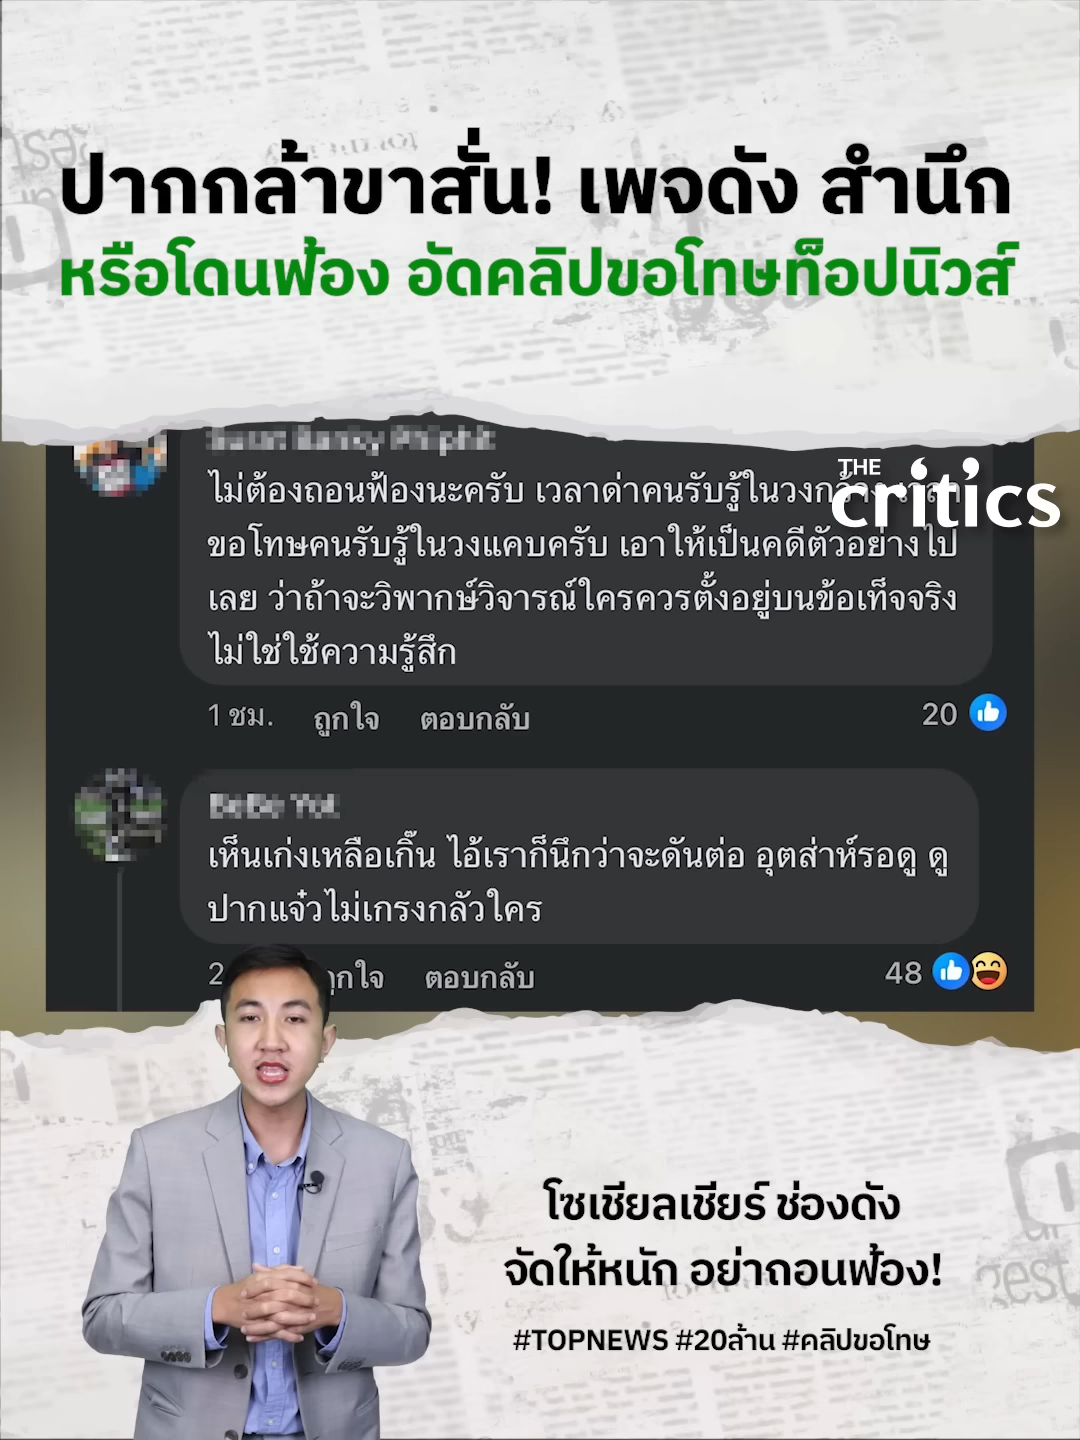 ปากกล้าขาสั่น! เพจดัง สำนึก
หรือโดนฟ้อง อัดคลิปขอโทษท็อปนิวส์
THE
critics
ไม่ต้องถอนฟ้องนะครับ เวลาด่าคนรับรู้ในวงกว้าง เวลา
ขอโทษคนรับรู้ในวงแคบครับ เอาให้เป็นคดีตัวอย่างไป
เลย ว่าถ้าจะวิพากษ์วิจารณ์ใครควรตั้งอยู่บนข้อเท็จจริง
ไม่ใช่ใช้ความรู้สึก
1 ชม. ถูกใจ ตอบกลับ 20
เห็นเก่งเหลือเกิ๊น ไอ้เราก็นึกว่าจะดันต่อ อุตส่าห์รอดู ดู
ปากแจ๋วไม่เกรงกลัวใคร
2 ถูกใจ ตอบกลับ 48
โซเชียลเชียร์ ช่องดัง
จัดให้หนัก อย่าถอนฟ้อง!
#TOPNEWS #20ล้าน #คลิปขอโทษ